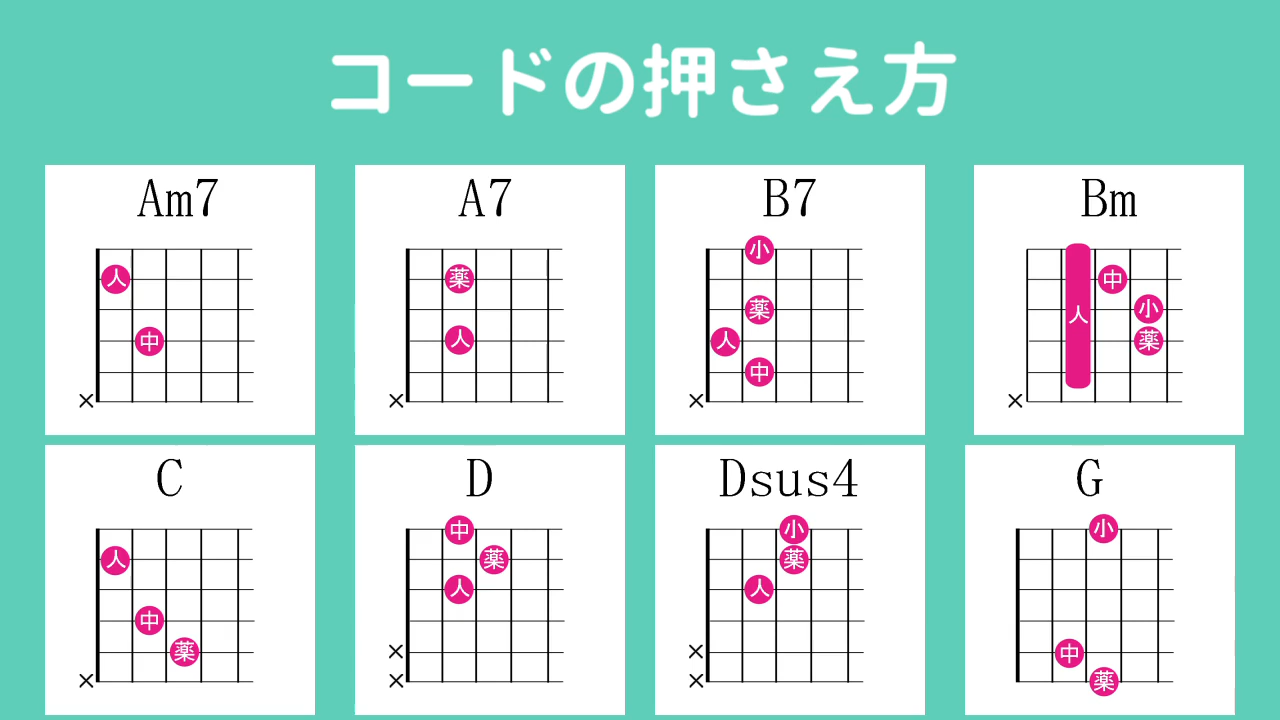 コードの押さえ方
Am7
人
中
×
A7
薬
人
×
B7
小
薬
人
中
×
Bm
中
小
人
薬
×
C
人
中
薬
×
D
中
薬
人
×
×
Dsus4
小
薬
人
×
×
G
小
中
薬